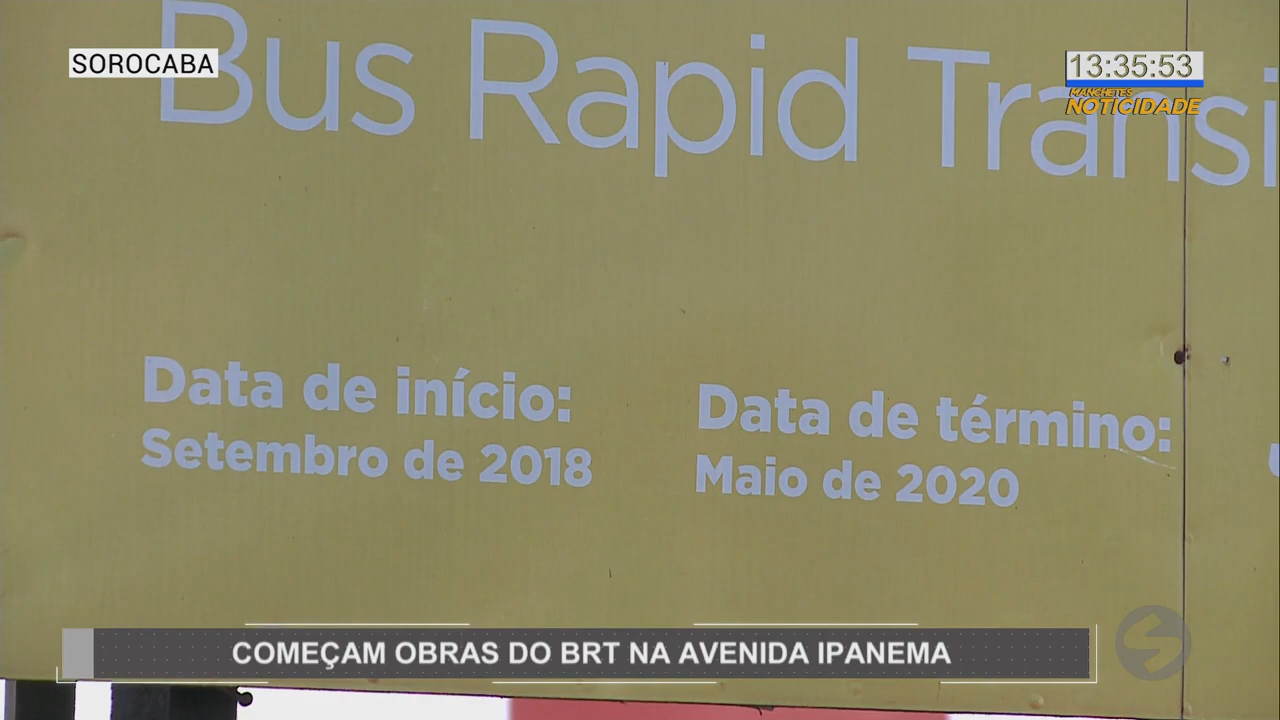 SOROCABA
Bus Rapid Transi
13:35:53
MANCHETES
NOTICIDADE
Data de início:
Setembro de 2018
Data de término:
Maio de 2020
COMEÇAM OBRAS DO BRT NA AVENIDA IPANEMA